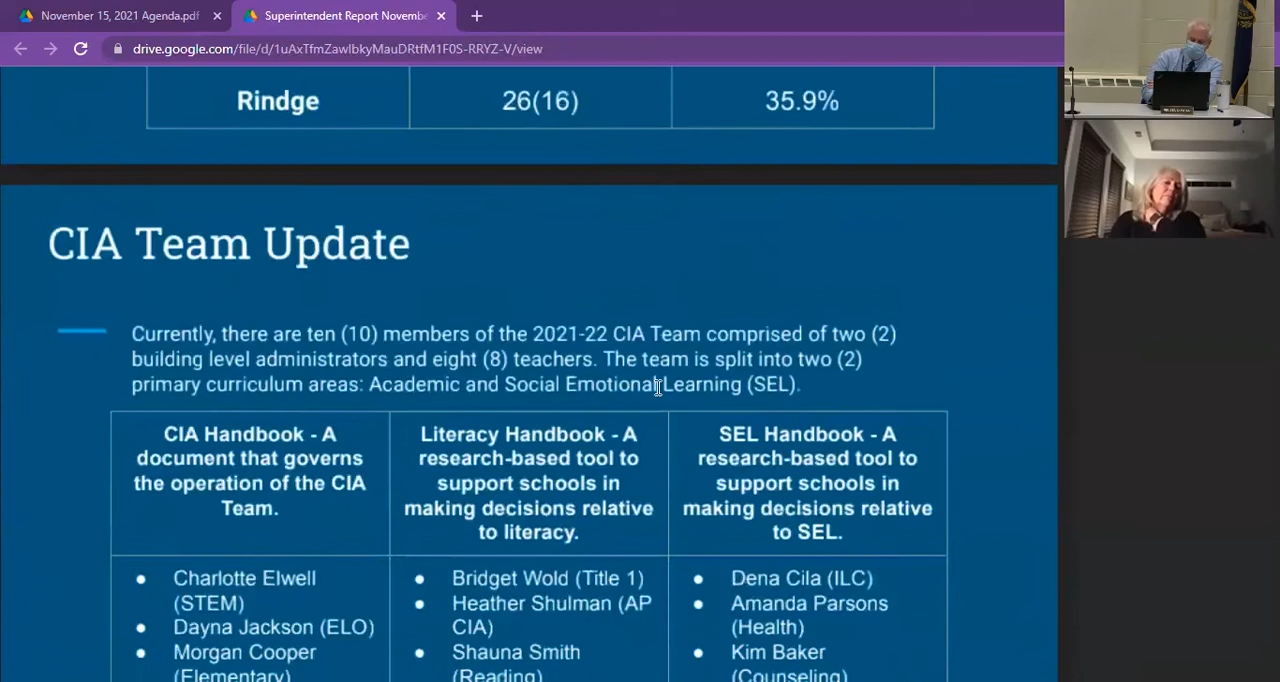 November 15, 2021 Agenda.pdf
Superintendent Report Novembe
drive.google.com/file/d/1uAxTfmZawlbkyMauDRtfM1F0S-RRYZ-V/view
Rindge 26(16) 35.9%
CIA Team Update
Currently, there are ten (10) members of the 2021-22 CIA Team comprised of two (2)
building level administrators and eight (8) teachers. The team is split into two (2)
primary curriculum areas: Academic and Social Emotional Learning (SEL).
CIA Handbook - A
document that governs
the operation of the CIA
Team.
Literacy Handbook - A
research-based tool to
support schools in
making decisions relative
to literacy.
SEL Handbook - A
research-based tool to
support schools in
making decisions relative
to SEL.
Charlotte Elwell
(STEM)
Dayna Jackson (ELO)
Morgan Cooper
(Elementary)
Bridget Wold (Title 1)
Heather Shulman (AP
CIA)
Shauna Smith
(Reading)
Dena Cila (ILC)
Amanda Parsons
(Health)
Kim Baker
(Counseling)